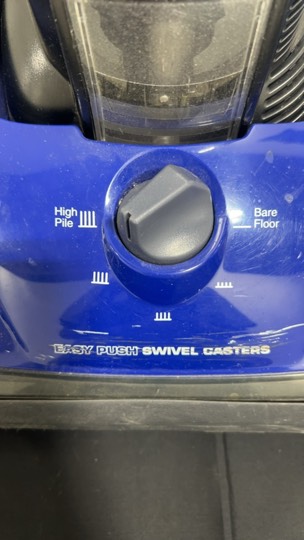 High
Pile
Bare
Floor
EASY PUSH SWIVEL CASTERS